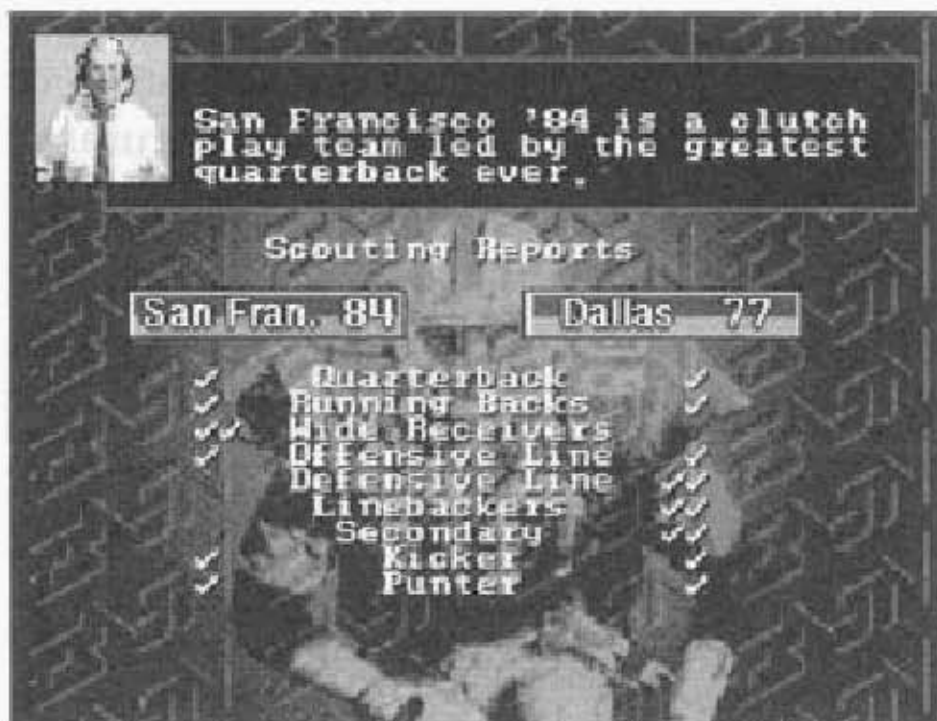 San Francisco '84 is a clutch
play team led by the greatest
quarterback ever.
Scouting Reports
San Fran. 84 Dallas 77
Quarterback
Running Backs
Wide Receivers
Offensive Line
Defensive Line
Linebackers
Secondary
Kicker
Punter